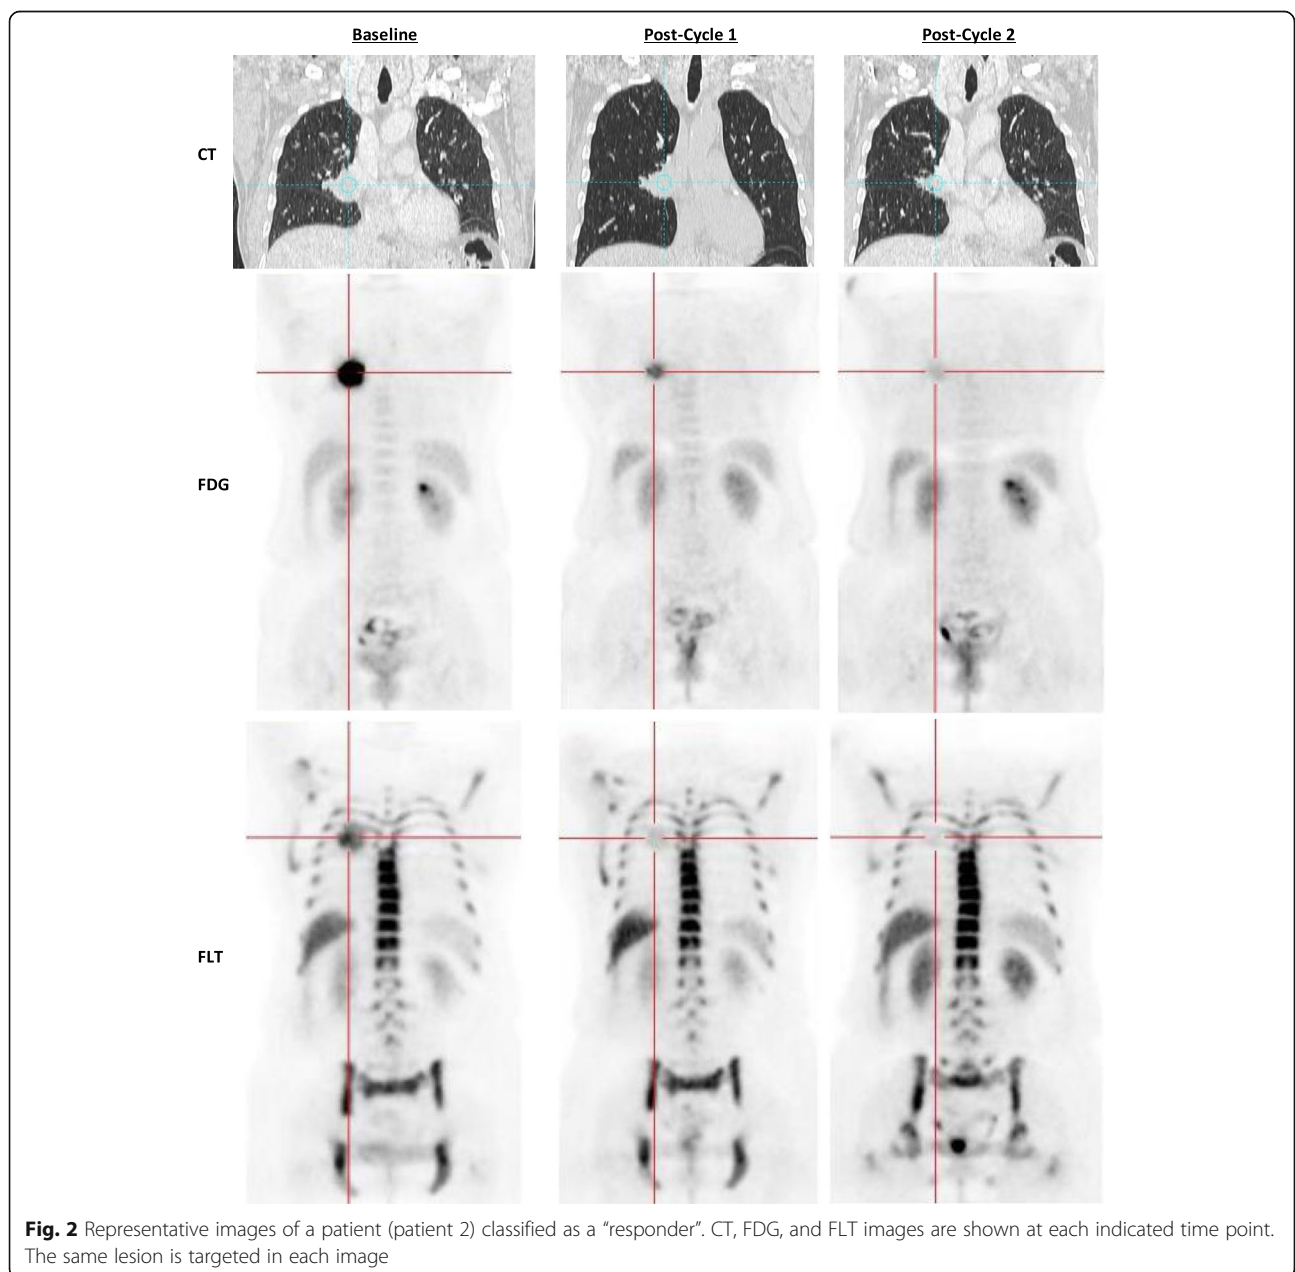 Baseline Post-Cycle 1 Post-Cycle 2
CT
FDG
FLT
Fig. 2 Representative images of a patient (patient 2) classified as a “responder”. CT, FDG, and FLT images are shown at each indicated time point.
The same lesion is targeted in each image